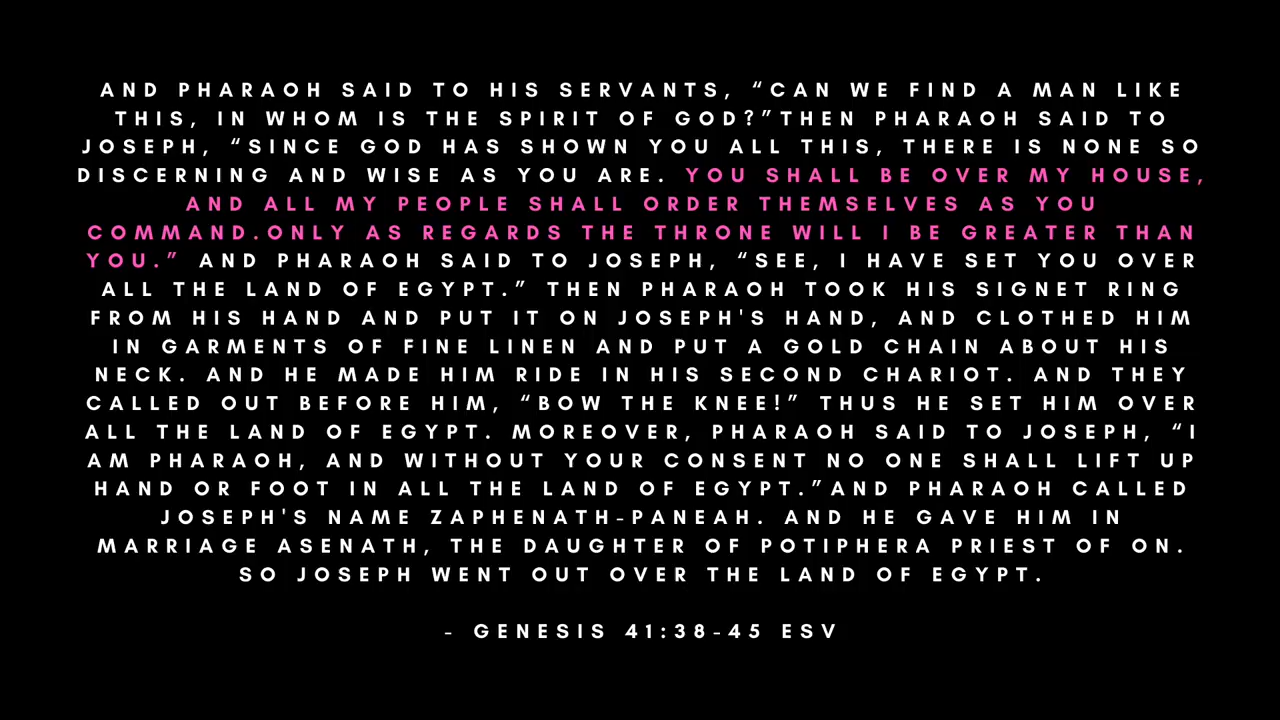 AND PHARAOH SAID TO HIS SERVANTS, “CAN WE FIND A MAN LIKE
THIS, IN WHOM IS THE SPIRIT OF GOD?”THEN PHARAOH SAID TO
JOSEPH, “SINCE GOD HAS SHOWN YOU ALL THIS, THERE IS NONE SO
DISCERNING AND WISE AS YOU ARE. YOU SHALL BE OVER MY HOUSE,
AND ALL MY PEOPLE SHALL ORDER THEMSELVES AS YOU
COMMAND.ONLY AS REGARDS THE THRONE WILL I BE GREATER THAN
YOU.” AND PHARAOH SAID TO JOSEPH, “SEE, I HAVE SET YOU OVER
ALL THE LAND OF EGYPT.” THEN PHARAOH TOOK HIS SIGNET RING
FROM HIS HAND AND PUT IT ON JOSEPH'S HAND, AND CLOTHED HIM
IN GARMENTS OF FINE LINEN AND PUT A GOLD CHAIN ABOUT HIS
NECK. AND HE MADE HIM RIDE IN HIS SECOND CHARIOT. AND THEY
CALLED OUT BEFORE HIM, “BOW THE KNEE!” THUS HE SET HIM OVER
ALL THE LAND OF EGYPT. MOREOVER, PHARAOH SAID TO JOSEPH, “I
AM PHARAOH, AND WITHOUT YOUR CONSENT NO ONE SHALL LIFT UP
HAND OR FOOT IN ALL THE LAND OF EGYPT.”AND PHARAOH CALLED
JOSEPH'S NAME ZAPHENATH-PANEAH. AND HE GAVE HIM IN
MARRIAGE ASENATH, THE DAUGHTER OF POTIPHERA PRIEST OF ON.
SO JOSEPH WENT OUT OVER THE LAND OF EGYPT.
- GENESIS 41:38-45 ESV